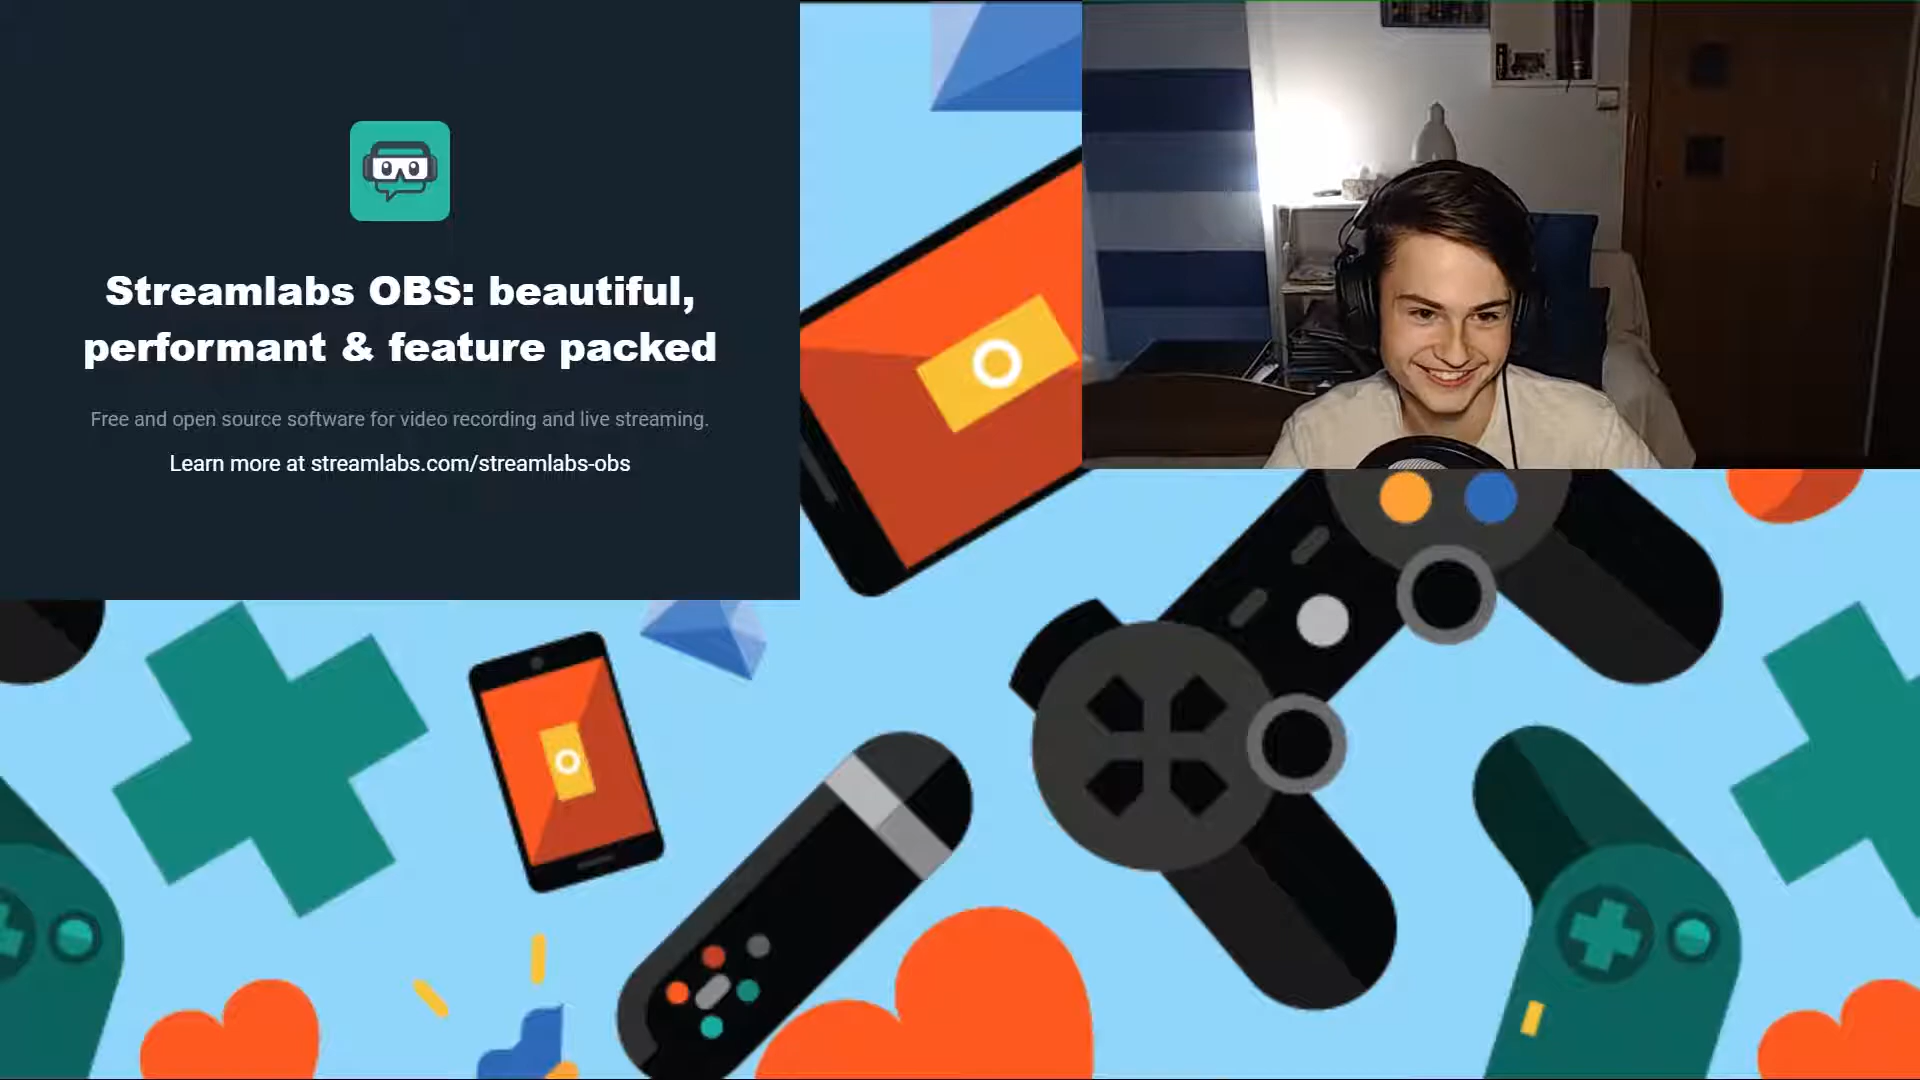 Streamlabs OBS: beautiful,
performant & feature packed
Free and open source software for video recording and live streaming.
Learn more at streamlabs.com/streamlabs-obs